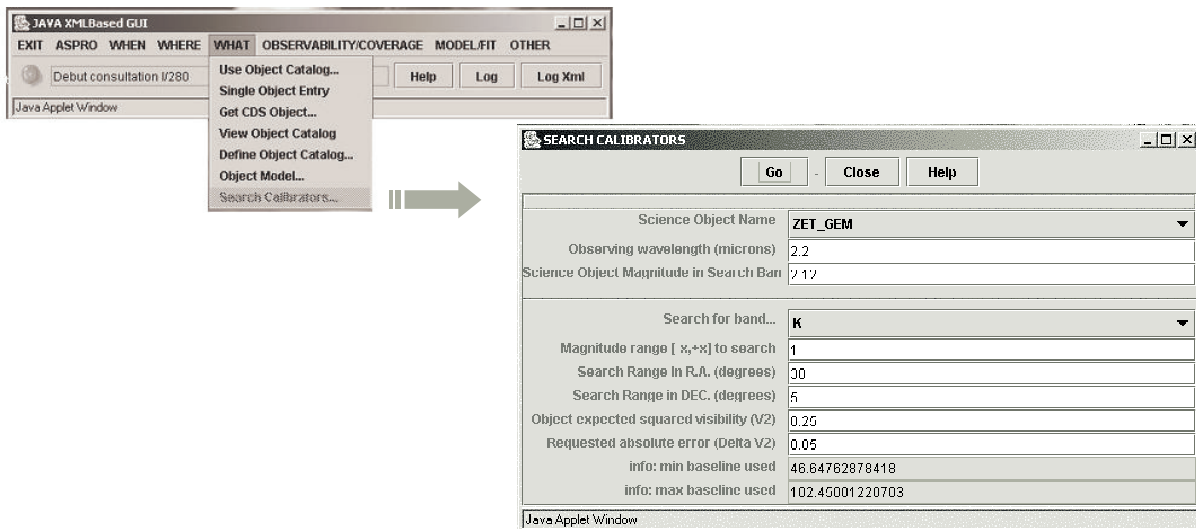 JAVA XMLBased GUI
EXIT ASPRO WHEN WHERE WHAT OBSERVABILITY/COVERAGE MODEL/FIT OTHER
Debut consultation I/280
Help Log Log Xml
Java Applet Window
Use Object Catalog...
Single Object Entry
Get CDS Object...
View Object Catalog
Define Object Catalog...
Object Model...
Search Calibrators...
SEARCH CALIBRATORS
Go - Close Help
Science Object Name ZET_GEM
Observing wavelength (microns) 2.2
Science Object Magnitude in Search Ban 2.12
Search for band... K
Magnitude range [ x,+x] to search 1
Search Range in R.A. (degrees)
Search Range in DEC. (degrees) 5
Object expected squared visibility (V2) 0.25
Requested absolute error (Delta V2) 0.05
info: min baseline used 46.64762878418
info: max baseline used 102.45001220703
Java Applet Window